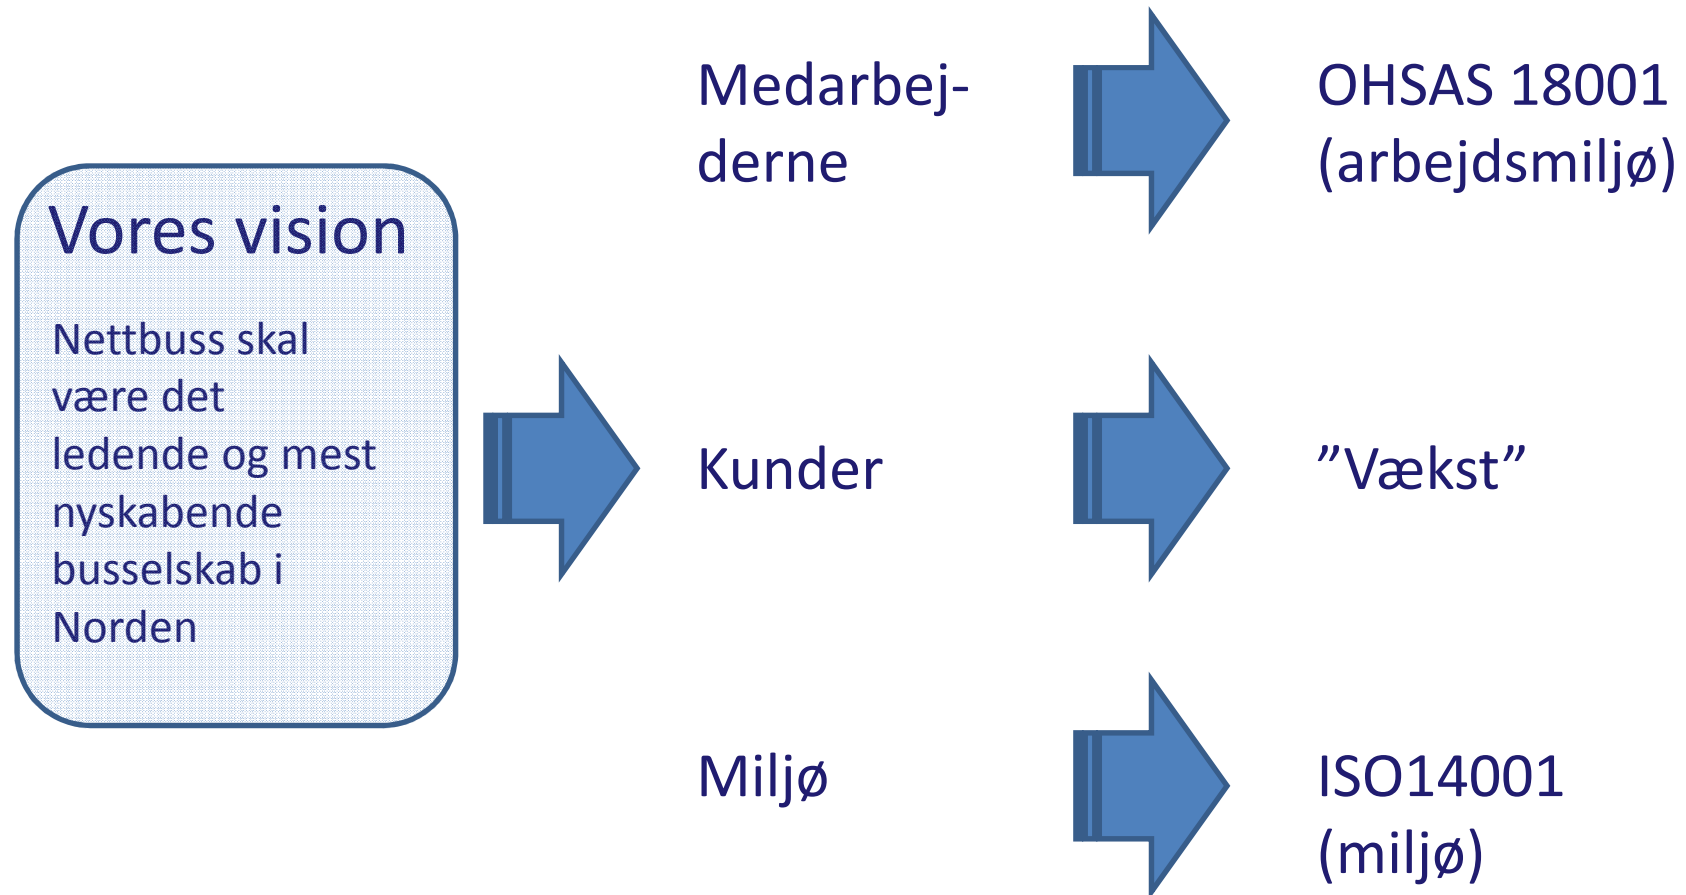 Vores vision
Nettbuss skal
være det
ledende og mest
nyskabende
busselskab i
Norden
Medarbej-
derne
OHSAS 18001
(arbejdsmiljø)
Kunder
”Vækst”
Miljø
ISO14001
(miljø)